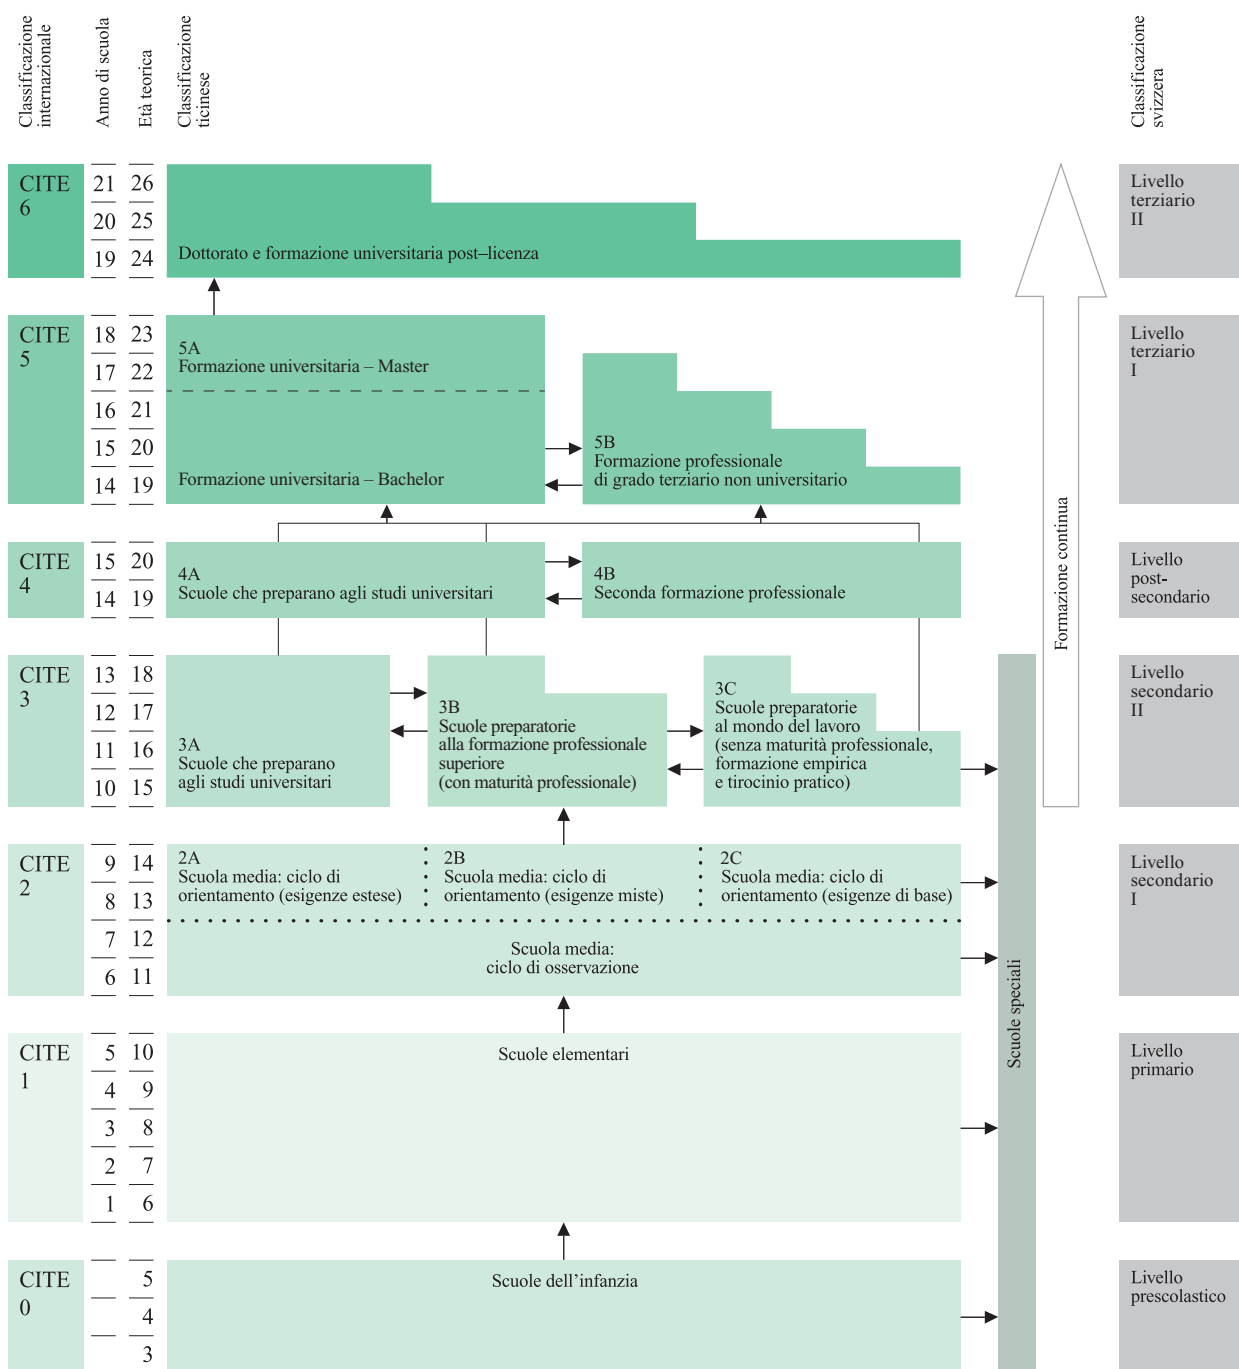 Classificazione
internazionale
Anno di scuola
Età teorica
Classificazione
ticinese
Classificazione
svizzera
CITE
6
21 26
20 25
19 24
Dottorato e formazione universitaria post–licenza
Livello
terziario
II
CITE
5
18 23
17 22
16 21
15 20
14 19
5A
Formazione universitaria – Master
Formazione universitaria – Bachelor
5B
Formazione professionale
di grado terziario non universitario
Livello
terziario
I
CITE
4
15 20
14 19
4A
Scuole che preparano agli studi universitari
4B
Seconda formazione professionale
Formazione continua
Livello
post-
secondario
CITE
3
13 18
12 17
11 16
10 15
3A
Scuole che preparano
agli studi universitari
3B
Scuole preparatorie
alla formazione professionale
superiore
(con maturità professionale)
3C
Scuole preparatorie
al mondo del lavoro
(senza maturità professionale,
formazione empirica
e tirocinio pratico)
Livello
secondario
II
CITE
2
9 14
8 13
7 12
6 11
2A
Scuola media: ciclo di
orientamento (esigenze estese)
2B
Scuola media: ciclo di
orientamento (esigenze miste)
2C
Scuola media: ciclo di
orientamento (esigenze di base)
Scuola media:
ciclo di osservazione
Scuole speciali
Livello
secondario
I
CITE
1
5 10
4 9
3 8
2 7
1 6
Scuole elementari
Livello
primario
CITE
0
5
4
3
Scuole dell’infanzia
Livello
prescolastico